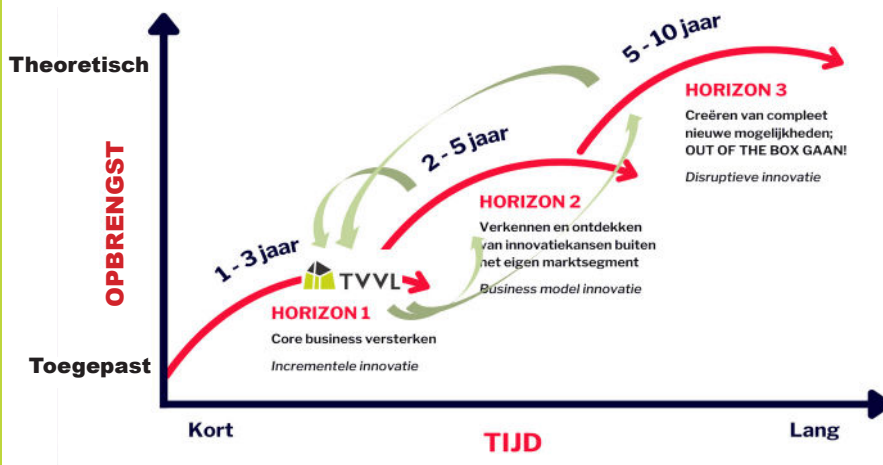 Theoretisch
OPBRENGST
Toegepast
1 - 3 jaar
TVVL
HORIZON 1
Core business versterken
Incrementele innovatie
2 - 5 jaar
HORIZON 2
Verkennen en ontdekken
van innovatiekansen buiten
het eigen marktsegment
Business model innovatie
5 - 10 jaar
HORIZON 3
Creëren van compleet
nieuwe mogelijkheden;
OUT OF THE BOX GAAN!
Disruptieve innovatie
Kort
TIJD
Lang